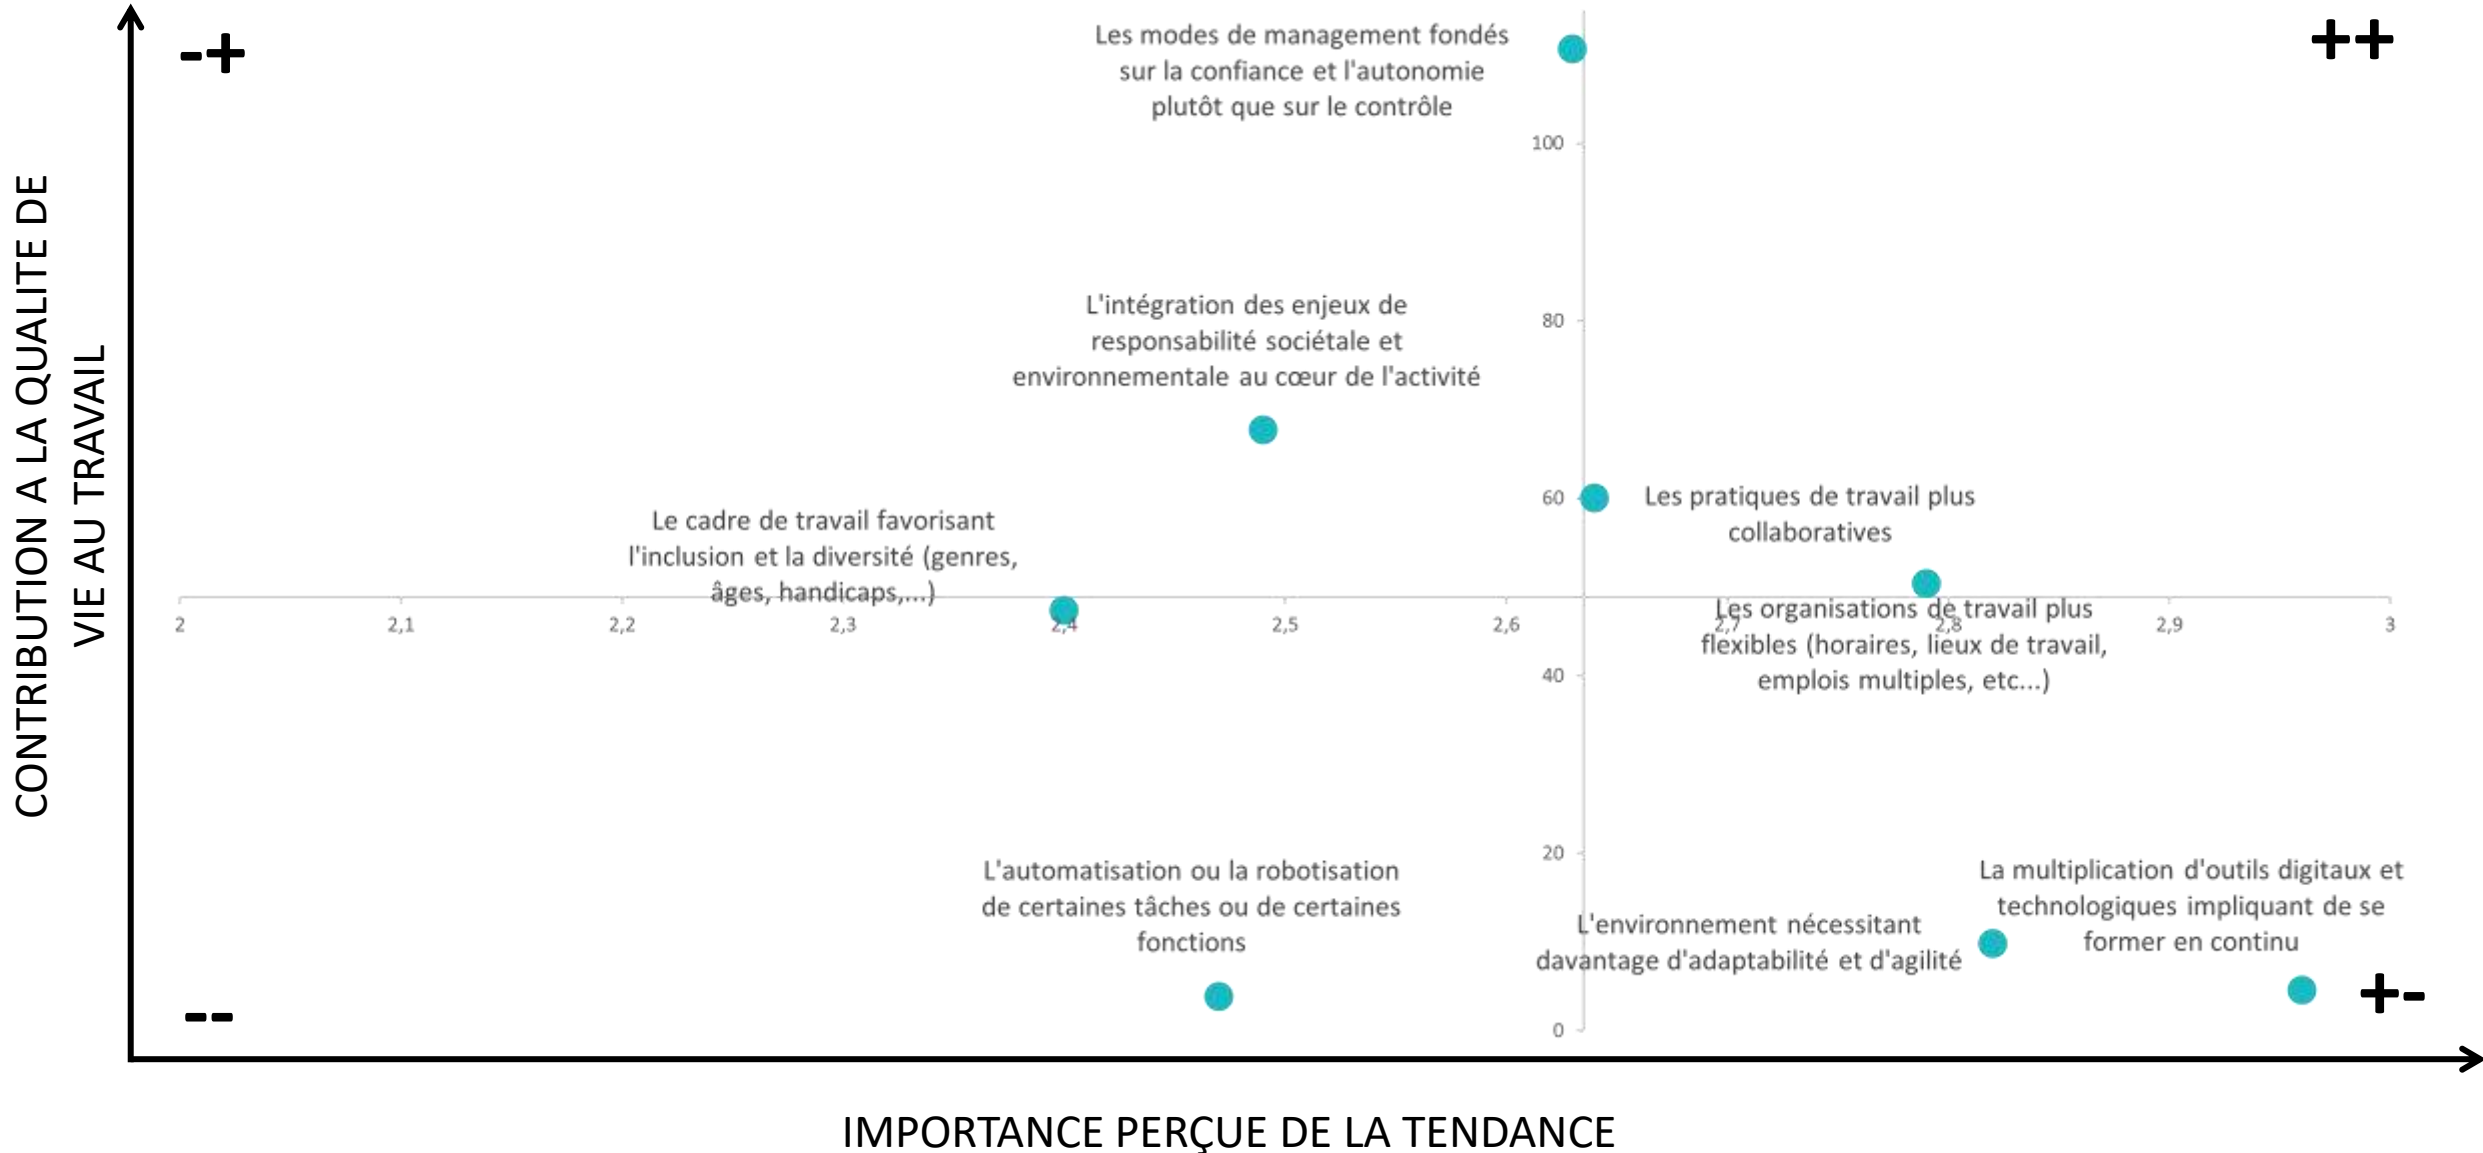 -+
++
Les modes de management fondés
sur la confiance et l'autonomie
plutôt que sur le contrôle
100
CONTRIBUTION A LA QUALITE DE
VIE AU TRAVAIL
L'intégration des enjeux de
responsabilité sociétale et
environnementale au cœur de l'activité
80
60
Les pratiques de travail plus
collaboratives
Le cadre de travail favorisant
l'inclusion et la diversité (genres,
âges, handicaps,...)
2
2,1
2,2
2,3
2,4
2,5
2,6
2,7
2,8
2,9
3
Les organisations de travail plus
flexibles (horaires, lieux de travail,
emplois multiples, etc...)
40
20
L'automatisation ou la robotisation
de certaines tâches ou de certaines
fonctions
L'environnement nécessitant
davantage d'adaptabilité et d'agilité
La multiplication d'outils digitaux et
technologiques impliquant de se
former en continu
--
+-
0
IMPORTANCE PERÇUE DE LA TENDANCE